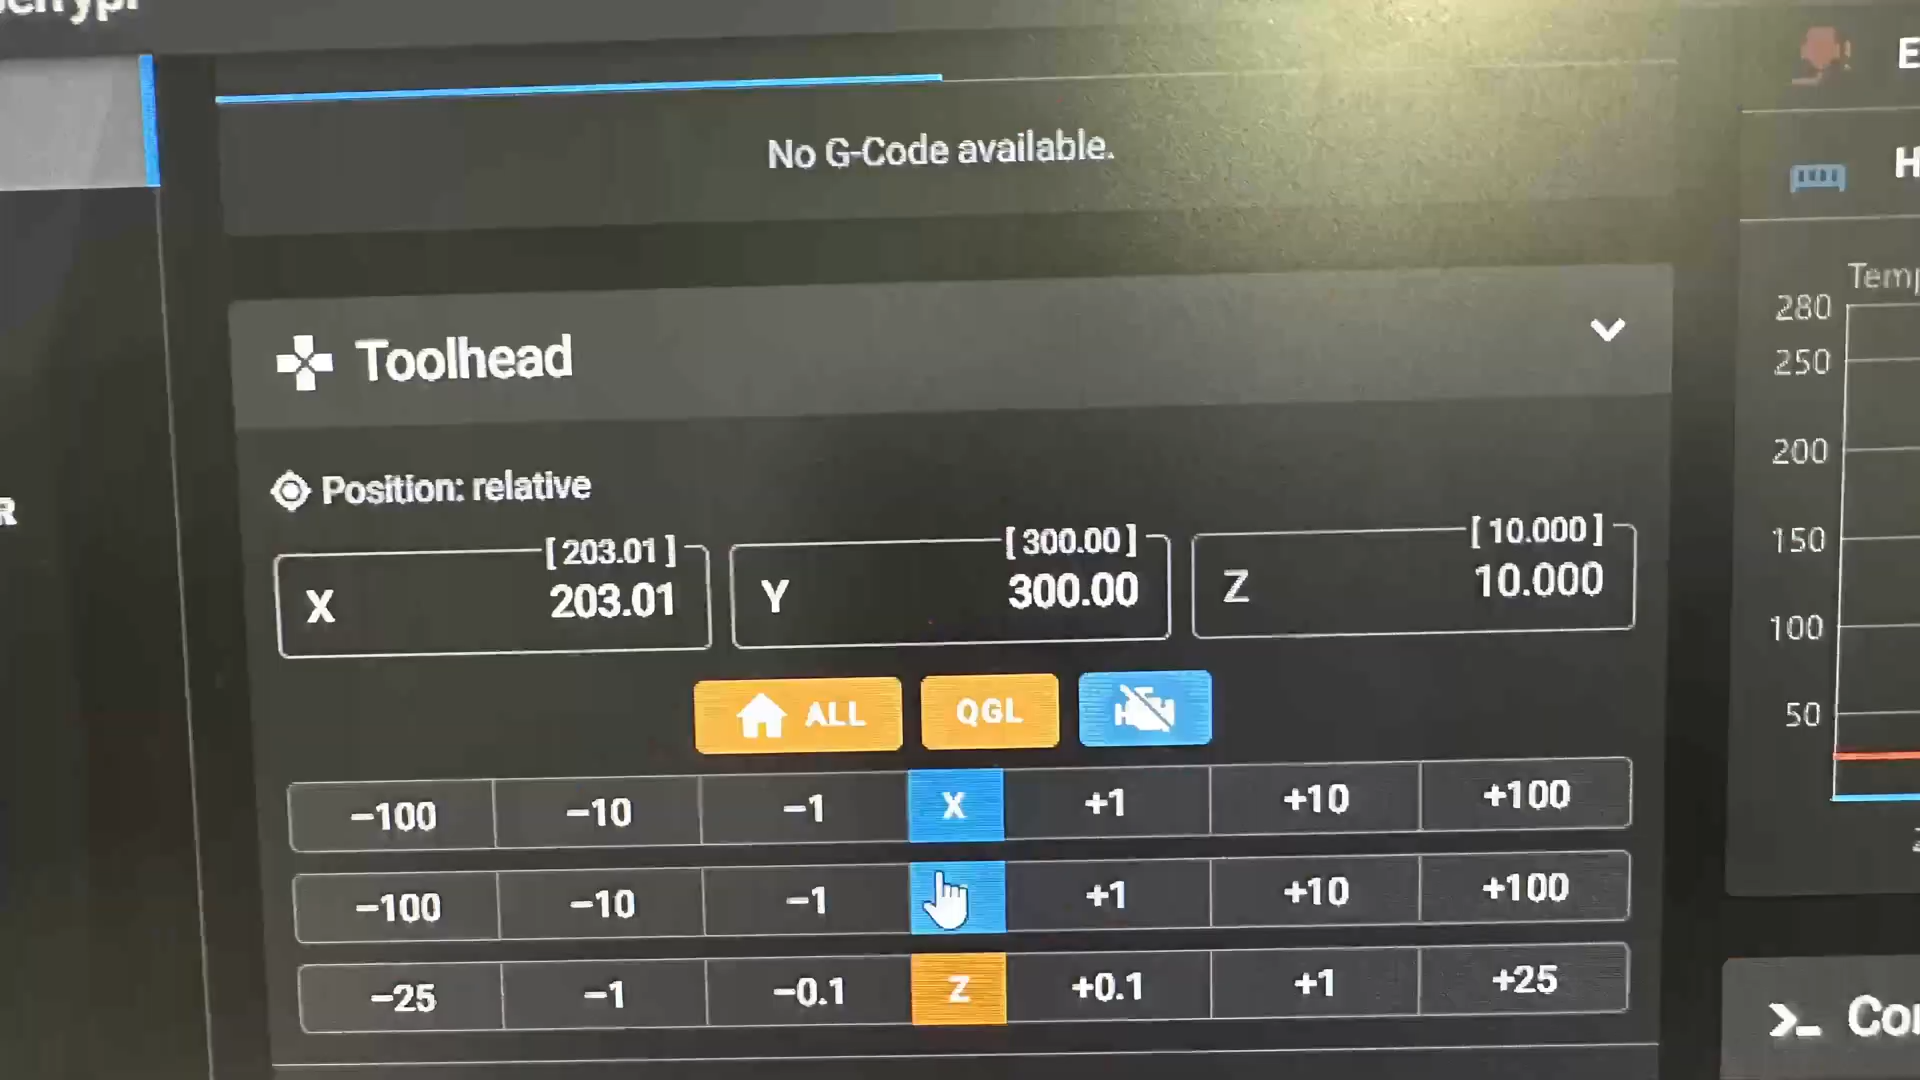 No G-Code available.
Toolhead
Position: relative
[ 203.01 ]
X 203.01
[ 300.00 ]
Y 300.00
[ 10.000 ]
Z 10.000
ALL QGL
−100 −10 −1 X +1 +10 +100
−100 −10 −1 +1 +10 +100
−25 −1 −0.1 Z +0.1 +1 +25
R
E
H
280
250
200
150
100
50